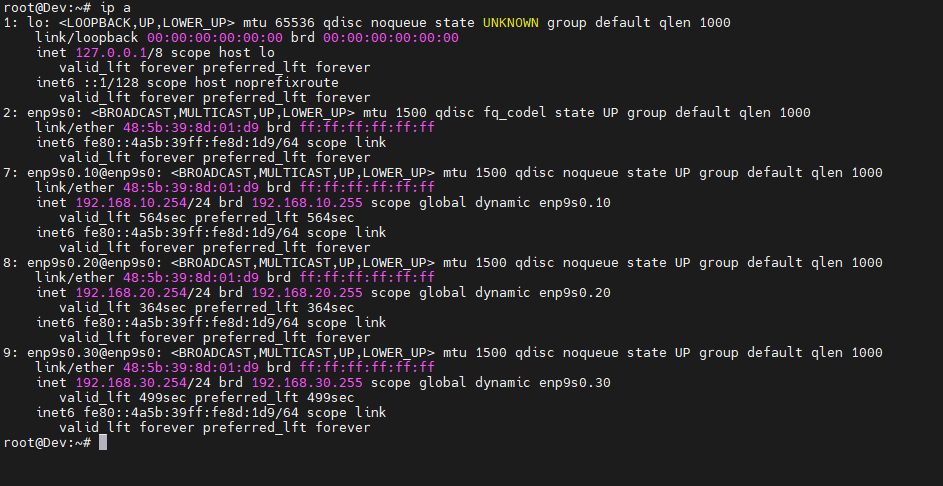 root@Dev:~# ip a
1: lo: <LOOPBACK,UP,LOWER_UP> mtu 65536 qdisc noqueue state UNKNOWN group default qlen 1000
    link/loopback 00:00:00:00:00:00 brd 00:00:00:00:00:00
    inet 127.0.0.1/8 scope host lo
       valid_lft forever preferred_lft forever
    inet6 ::1/128 scope host noprefixroute
       valid_lft forever preferred_lft forever
2: enp9s0: <BROADCAST,MULTICAST,UP,LOWER_UP> mtu 1500 qdisc fq_codel state UP group default qlen 1000
    link/ether 48:5b:39:8d:01:d9 brd ff:ff:ff:ff:ff:ff
    inet6 fe80::4a5b:39ff:fe8d:1d9/64 scope link
       valid_lft forever preferred_lft forever
7: enp9s0.10@enp9s0: <BROADCAST,MULTICAST,UP,LOWER_UP> mtu 1500 qdisc noqueue state UP group default qlen 1000
    link/ether 48:5b:39:8d:01:d9 brd ff:ff:ff:ff:ff:ff
    inet 192.168.10.254/24 brd 192.168.10.255 scope global dynamic enp9s0.10
       valid_lft 564sec preferred_lft 564sec
    inet6 fe80::4a5b:39ff:fe8d:1d9/64 scope link
       valid_lft forever preferred_lft forever
8: enp9s0.20@enp9s0: <BROADCAST,MULTICAST,UP,LOWER_UP> mtu 1500 qdisc noqueue state UP group default qlen 1000
    link/ether 48:5b:39:8d:01:d9 brd ff:ff:ff:ff:ff:ff
    inet 192.168.20.254/24 brd 192.168.20.255 scope global dynamic enp9s0.20
       valid_lft 364sec preferred_lft 364sec
    inet6 fe80::4a5b:39ff:fe8d:1d9/64 scope link
       valid_lft forever preferred_lft forever
9: enp9s0.30@enp9s0: <BROADCAST,MULTICAST,UP,LOWER_UP> mtu 1500 qdisc noqueue state UP group default qlen 1000
    link/ether 48:5b:39:8d:01:d9 brd ff:ff:ff:ff:ff:ff
    inet 192.168.30.254/24 brd 192.168.30.255 scope global dynamic enp9s0.30
       valid_lft 499sec preferred_lft 499sec
    inet6 fe80::4a5b:39ff:fe8d:1d9/64 scope link
       valid_lft forever preferred_lft forever
root@Dev:~#